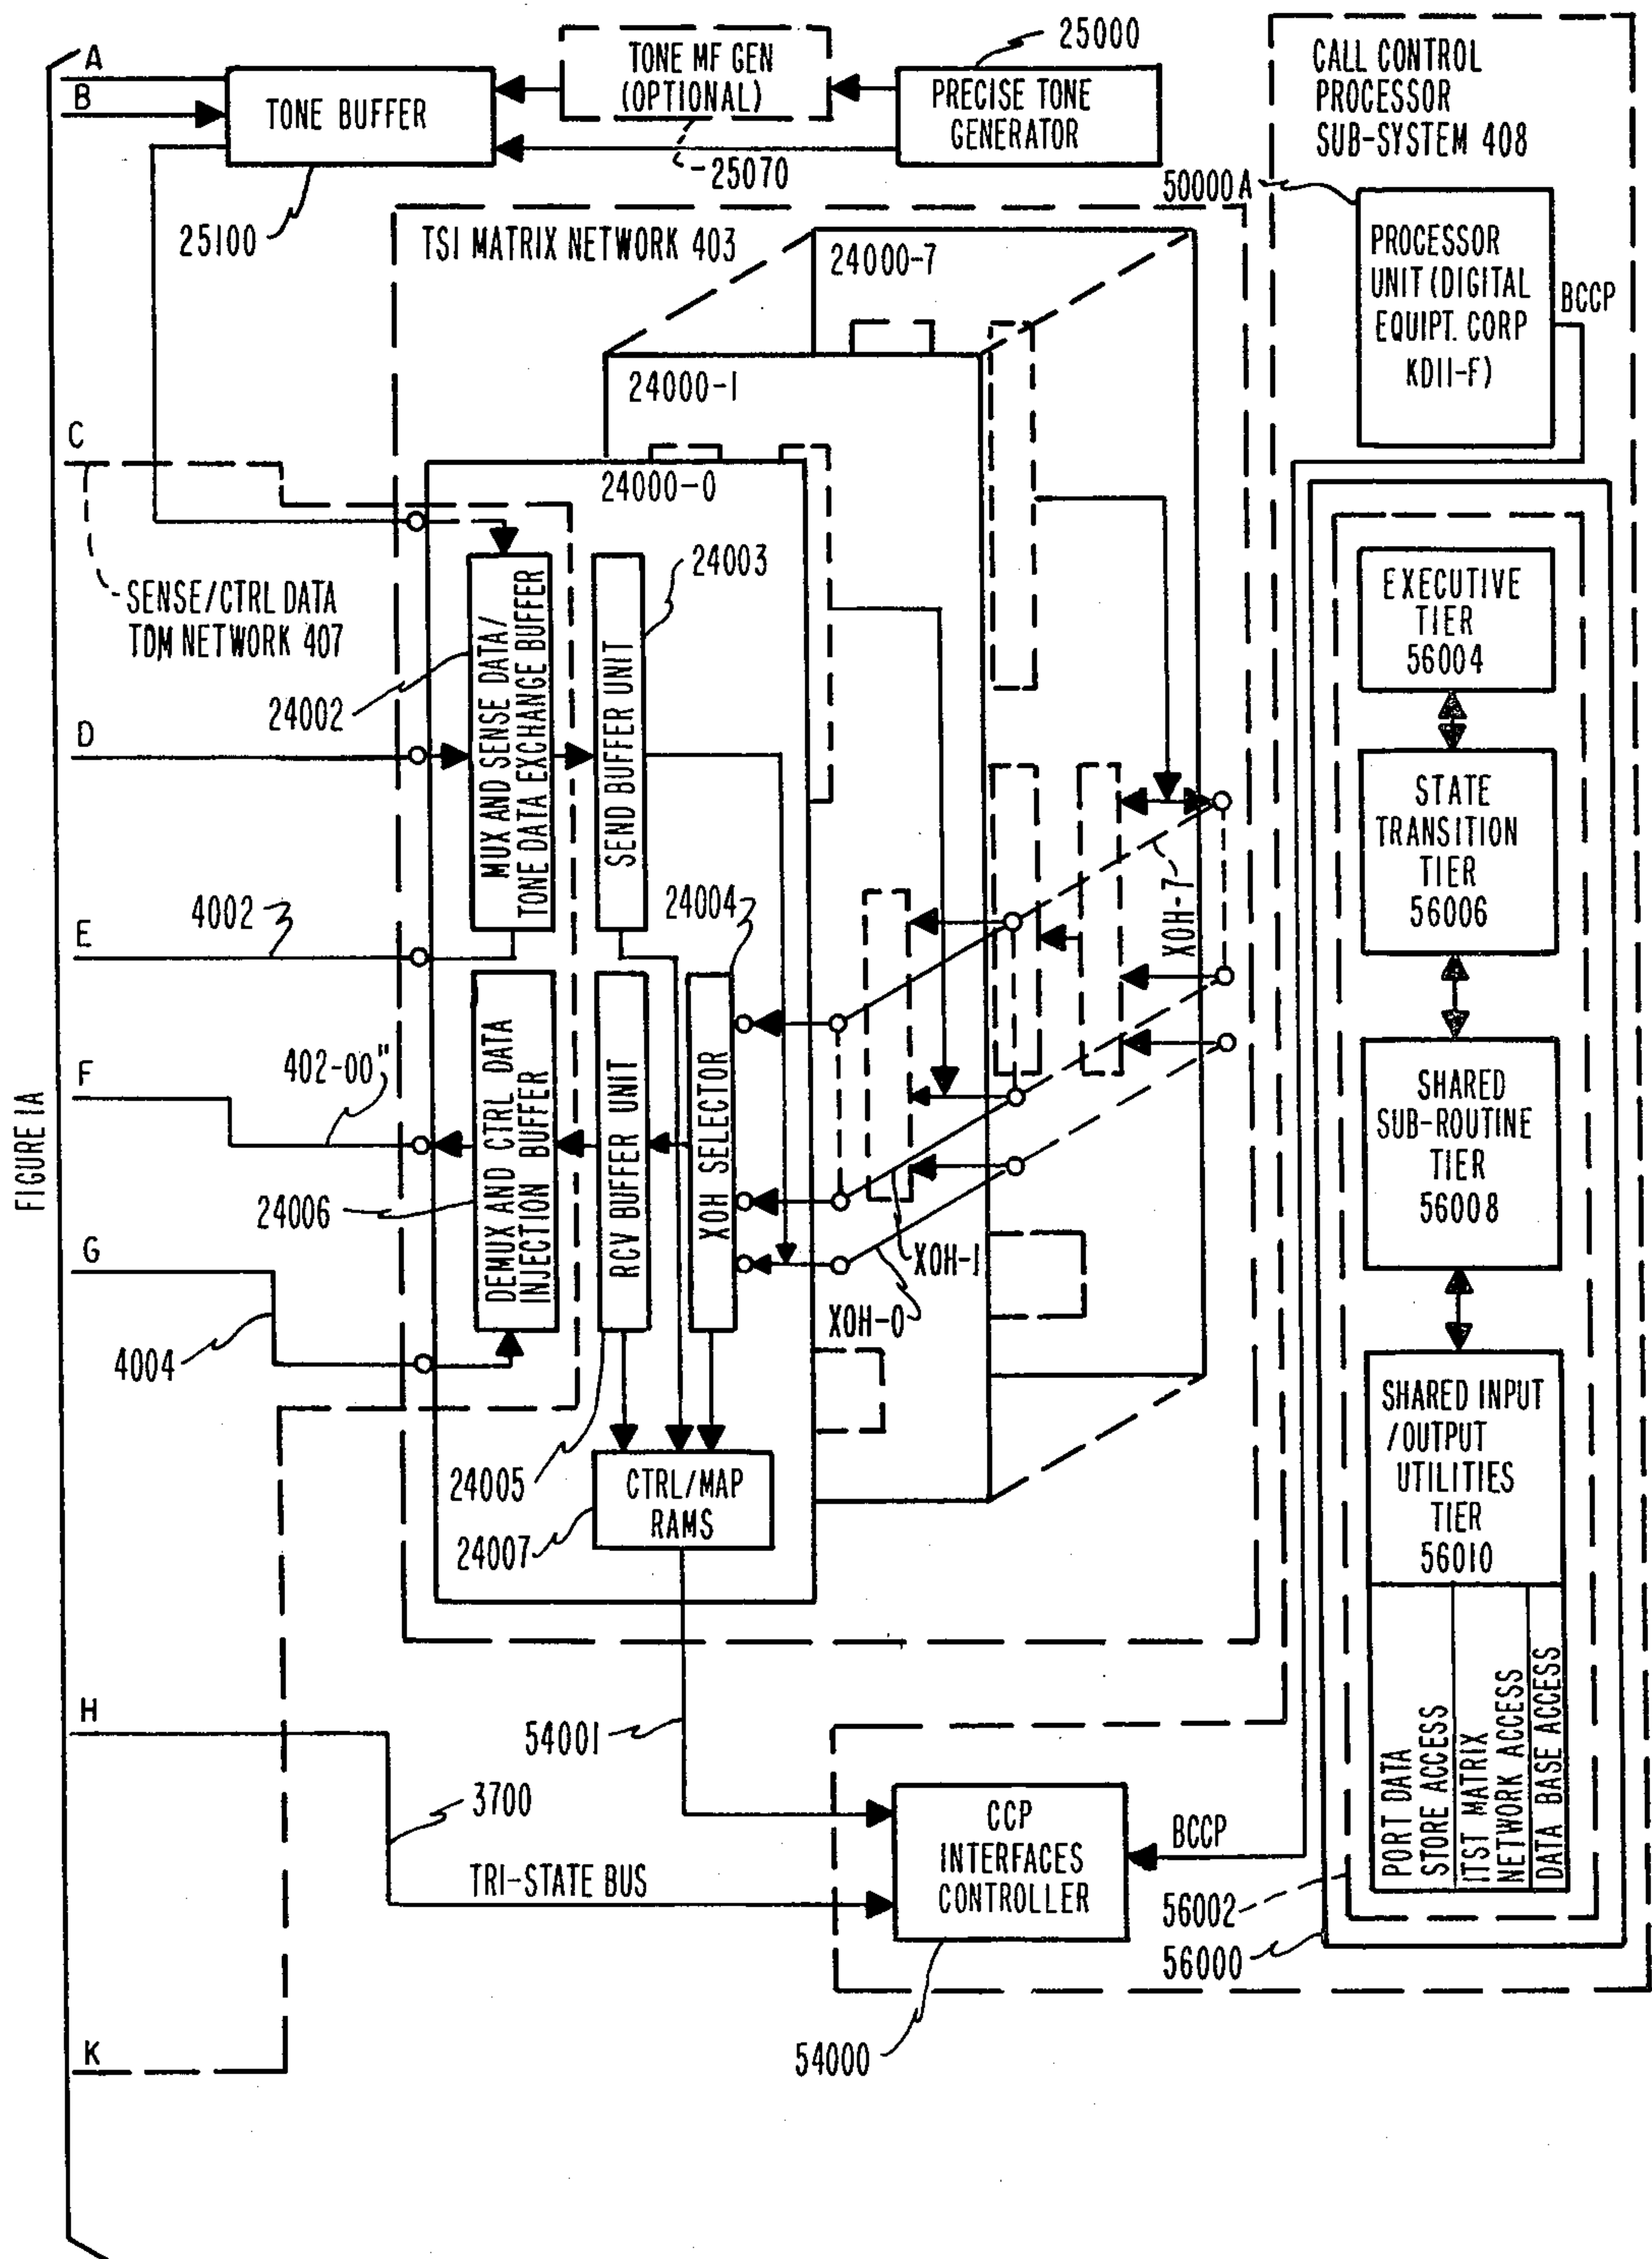 A
B
TONE BUFFER
TONE MF GEN
(OPTIONAL)
25000
PRECISE TONE
GENERATOR
25070
25100
CALL CONTROL
PROCESSOR
SUB-SYSTEM 408
50000A
PROCESSOR
UNIT (DIGITAL
EQUIPT. CORP
KD11-F)
BCCP
TSI MATRIX NETWORK 403
24000-7
24000-1
24000-0
C
SENSE/CTRL DATA
TDM NETWORK 407
24002
MUX AND SENSE DATA/
TONE DATA EXCHANGE BUFFER
24003
SEND BUFFER UNIT
D
E
4002
24004
XOH SELECTOR
XOH-7
F
402-00"
24006
DEMUX AND CTRL DATA
INJECTION BUFFER
RCV BUFFER UNIT
XOH-1
XOH-0
G
4004
24005
24007
CTRL/MAP
RAMS
EXECUTIVE
TIER
56004
STATE
TRANSITION
TIER
56006
SHARED
SUB-ROUTINE
TIER
56008
SHARED INPUT
/OUTPUT
UTILITIES
TIER
56010
PORT DATA
STORE ACCESS
ITST MATRIX
NETWORK ACCESS
DATA BASE ACCESS
56002
56000
H
54001
3700
TRI-STATE BUS
CCP
INTERFACES
CONTROLLER
BCCP
54000
K
FIGURE 1A